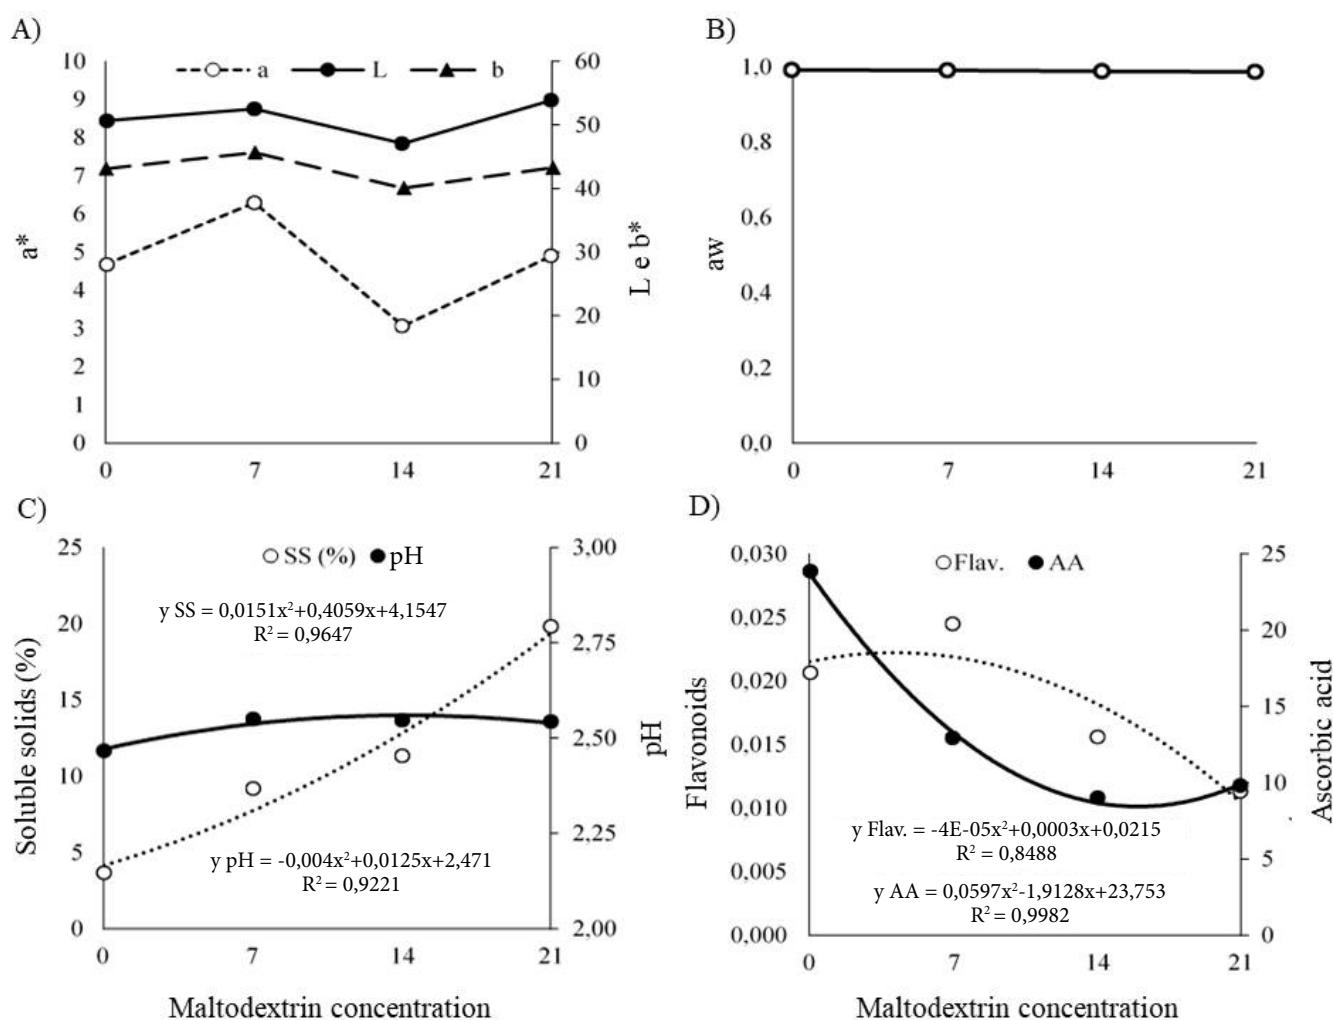 A)
a L b
10
9
8
7
6
5
4
3
2
1
0
a*
60
50
40
30
20
10
0
L e b*
0 7 14 21
B)
1,0
0,8
0,6
0,4
0,2
0,0
aw
0 7 14 21
C)
SS (%) pH
25
20
15
10
5
0
Soluble solids (%)
y SS = 0,0151x²+0,4059x+4,1547
R² = 0,9647
y pH = -0,004x²+0,0125x+2,471
R² = 0,9221
3,00
2,75
2,50
2,25
2,00
pH
0 7 14 21
Maltodextrin concentration
D)
Flav. AA
0,030
0,025
0,020
0,015
0,010
0,005
0,000
Flavonoids
y Flav. = -4E-05x²+0,0003x+0,0215
R² = 0,8488
y AA = 0,0597x²-1,9128x+23,753
R² = 0,9982
25
20
15
10
5
0
Ascorbic acid
0 7 14 21
Maltodextrin concentration